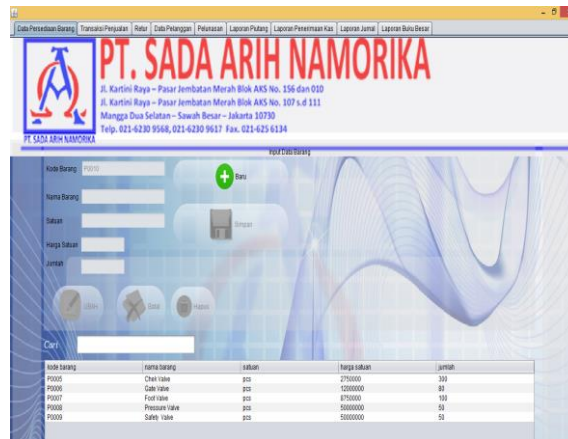 Data Persediaan Barang Transaksi Penjualan Retur Data Pelanggan Pelunasan Laporan Piutang Laporan Penerimaan Kas Laporan Jurnal Laporan Buku Besar
PT. SADA ARIH NAMORIKA
Jl. Kartini Raya – Pasar Jembatan Merah Blok AKS No. 156 dan 010
Jl. Kartini Raya – Pasar Jembatan Merah Blok AKS No. 107 s.d 111
Mangga Dua Selatan – Sawah Besar – Jakarta 10730
Telp. 021-6230 9568, 021-6230 9617 Fax. 021-625 6134
PT. SADA ARIH NAMORIKA
Input Data Barang
Kode Barang P0010
Baru
Nama Barang
Satuan
Simpan
Harga Satuan
Jumlah
UBAH Batal Hapus
Cari
kode barang nama barang satuan harga satuan jumlah
P0005 Chek Valve pcs 2750000 300
P0006 Gate Valve pcs 12000000 80
P0007 Foot Valve pcs 8750000 100
P0008 Pressure Valve pcs 50000000 50
P0009 Safety Valve pcs 50000000 50